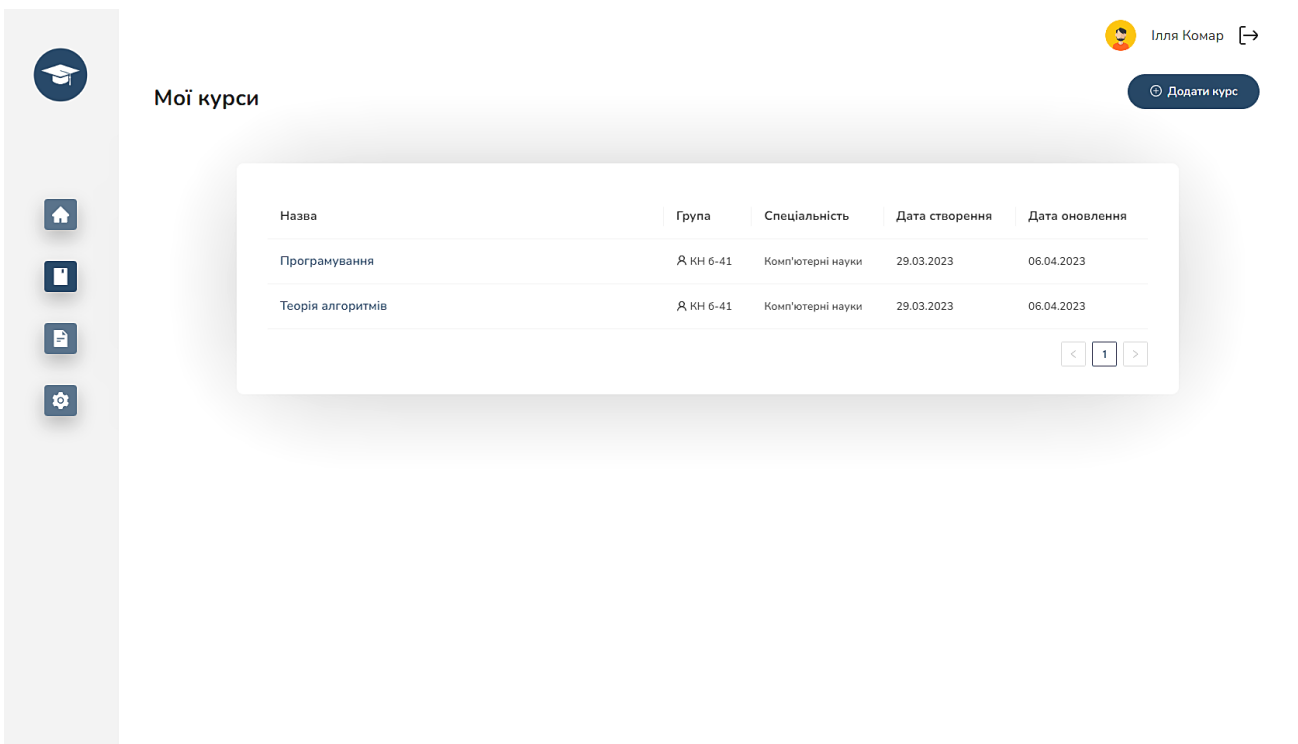 Ілля Комар
Мої курси
Додати курс
Назва Група Спеціальність Дата створення Дата оновлення
Програмування КН б-41 Комп'ютерні науки 29.03.2023 06.04.2023
Теорія алгоритмів КН б-41 Комп'ютерні науки 29.03.2023 06.04.2023
< 1 >